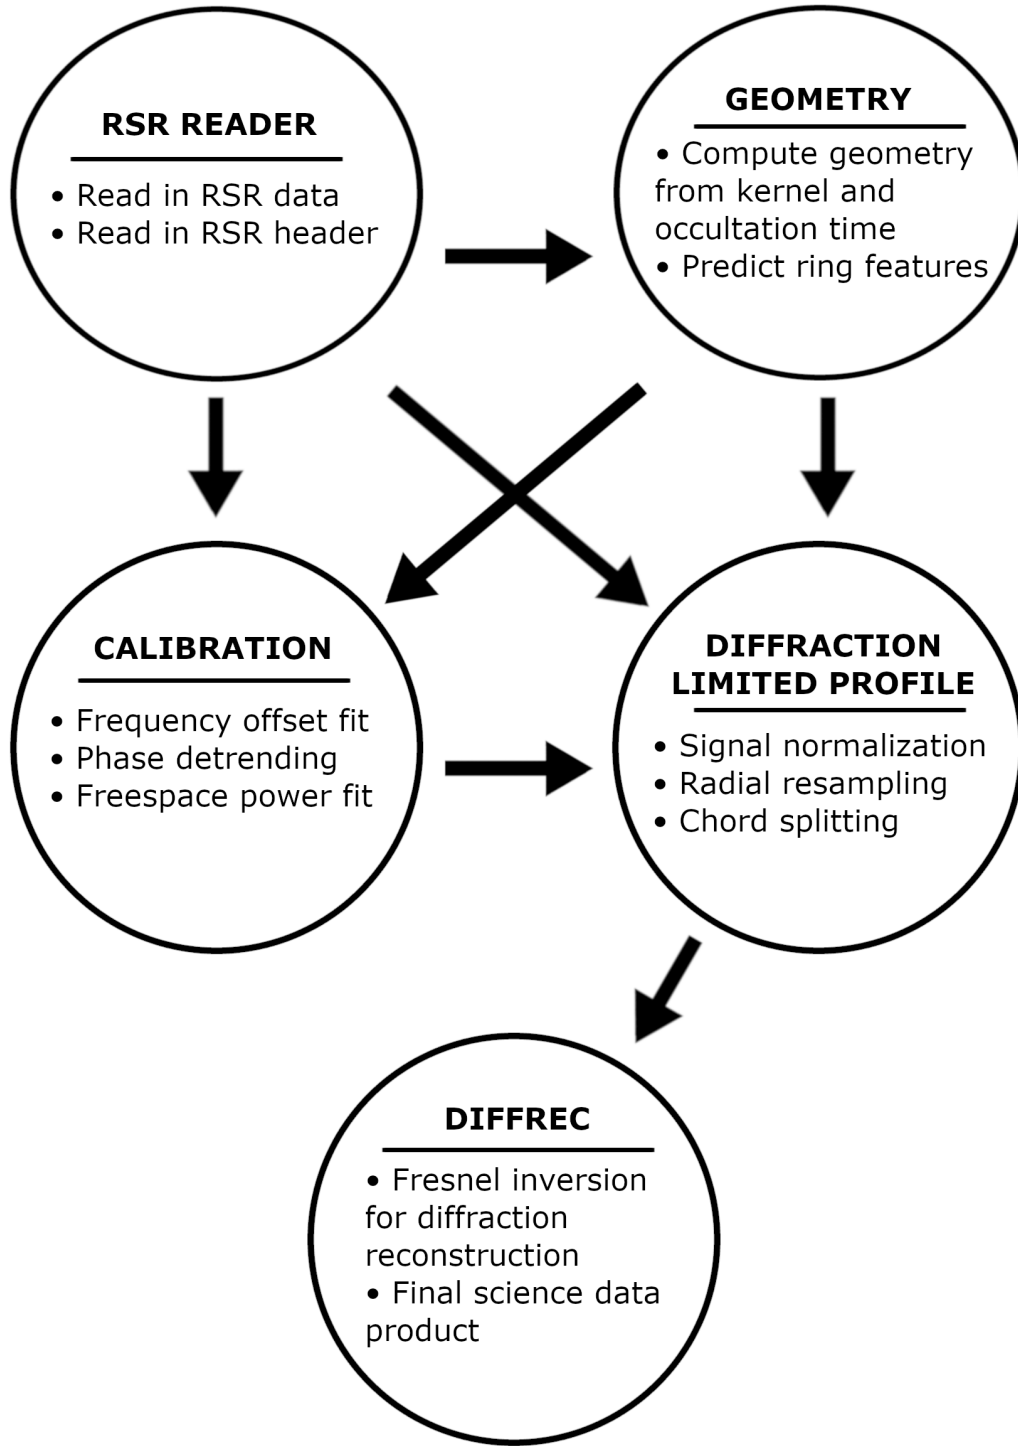 RSR READER
• Read in RSR data
• Read in RSR header
GEOMETRY
• Compute geometry
from kernel and
occultation time
• Predict ring features
CALIBRATION
• Frequency offset fit
• Phase detrending
• Freespace power fit
DIFFRACTION
LIMITED PROFILE
• Signal normalization
• Radial resampling
• Chord splitting
DIFFREC
• Fresnel inversion
for diffraction
reconstruction
• Final science data
product